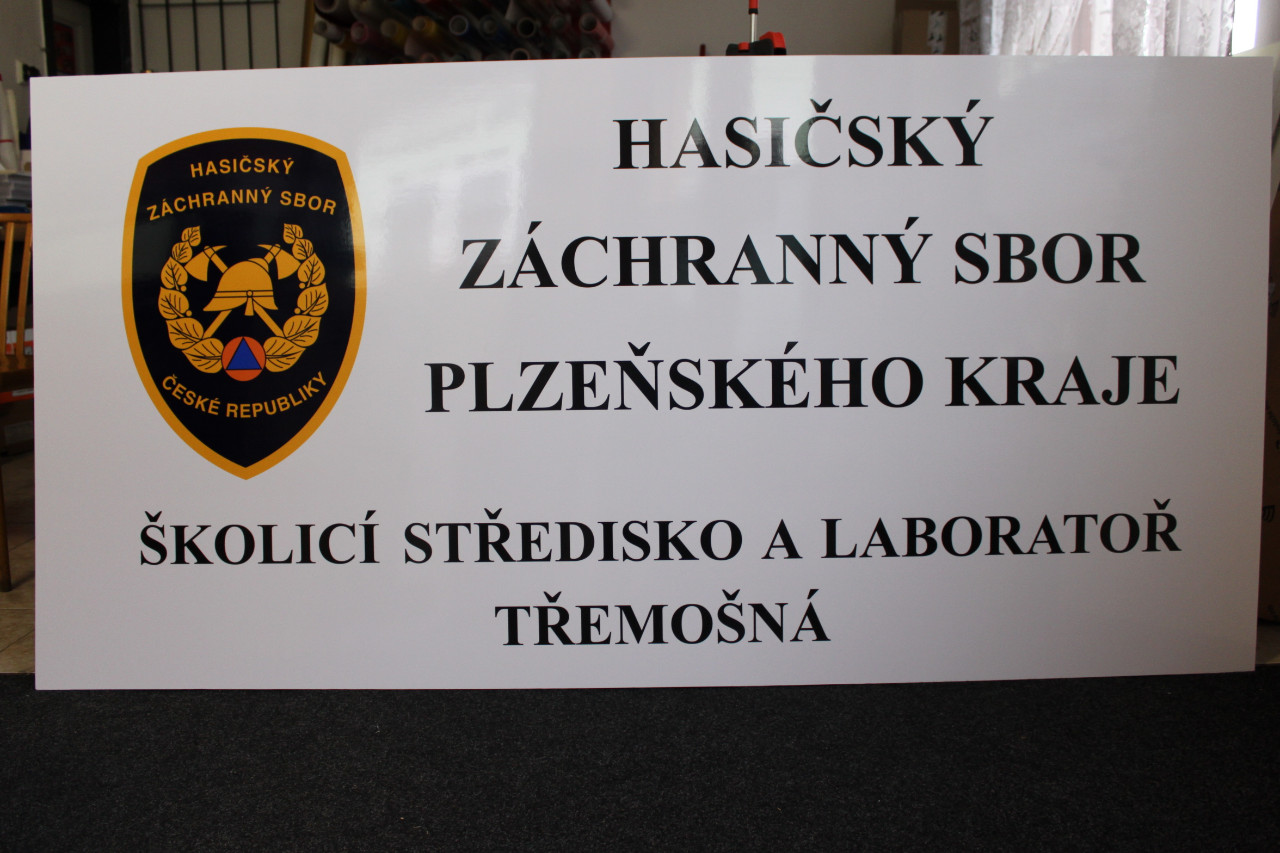 HASIČSKÝ
ZÁCHRANNÝ SBOR
ČESKÉ REPUBLIKY
HASIČSKÝ
ZÁCHRANNÝ SBOR
PLZEŇSKÉHO KRAJE
ŠKOLICÍ STŘEDISKO A LABORATOŘ
TŘEMOŠNÁ